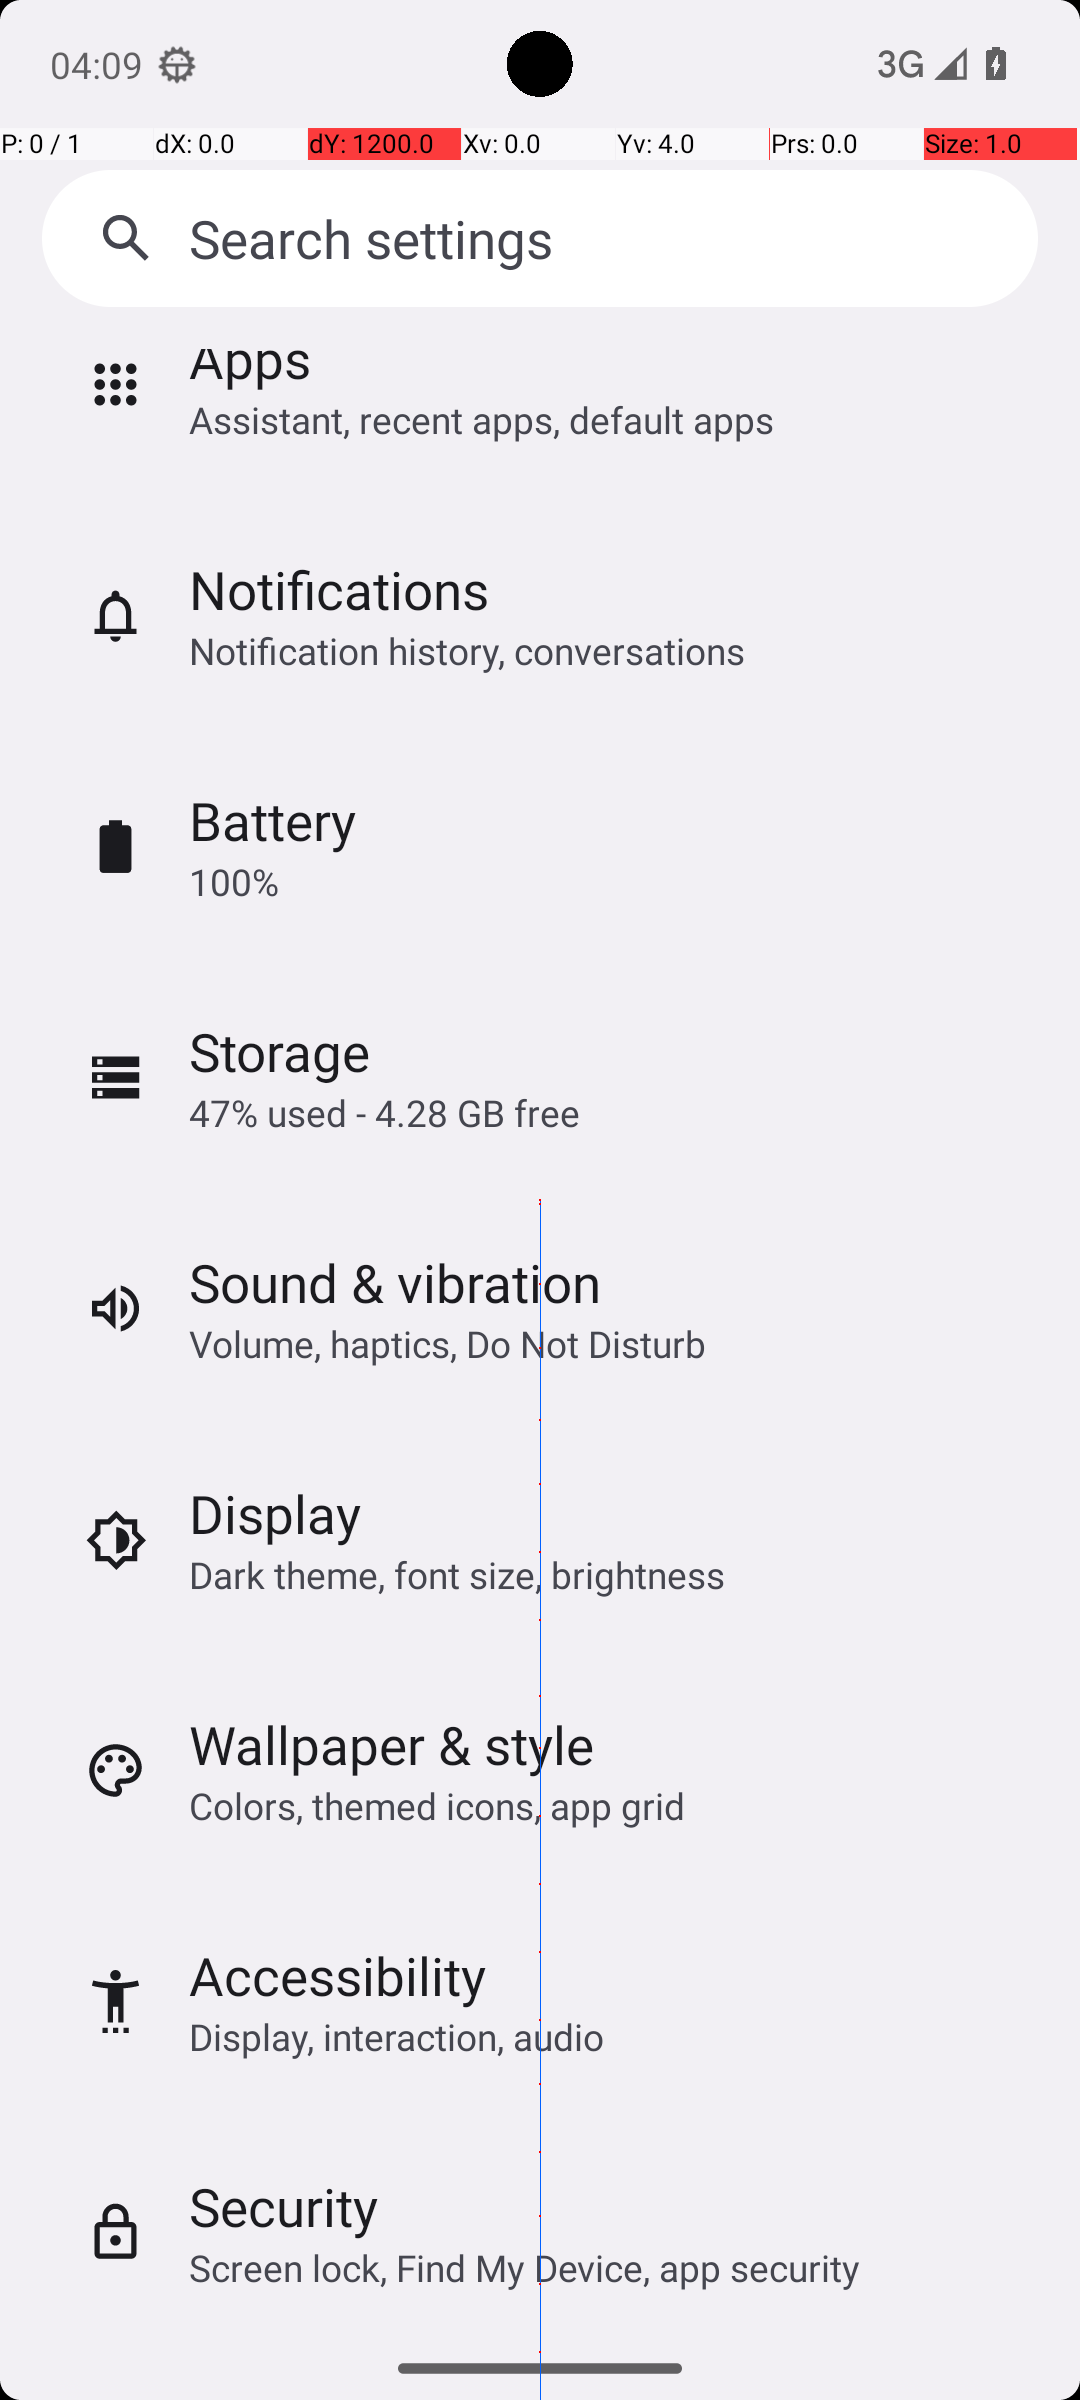 04:09
3G
P: 0 / 1 dX: 0.0 dY: 1200.0 Xv: 0.0 Yv: 4.0 Prs: 0.0 Size: 1.0
Search settings
Apps
Assistant, recent apps, default apps
Notifications
Notification history, conversations
Battery
100%
Storage
47% used - 4.28 GB free
Sound & vibration
Volume, haptics, Do Not Disturb
Display
Dark theme, font size, brightness
Wallpaper & style
Colors, themed icons, app grid
Accessibility
Display, interaction, audio
Security
Screen lock, Find My Device, app security